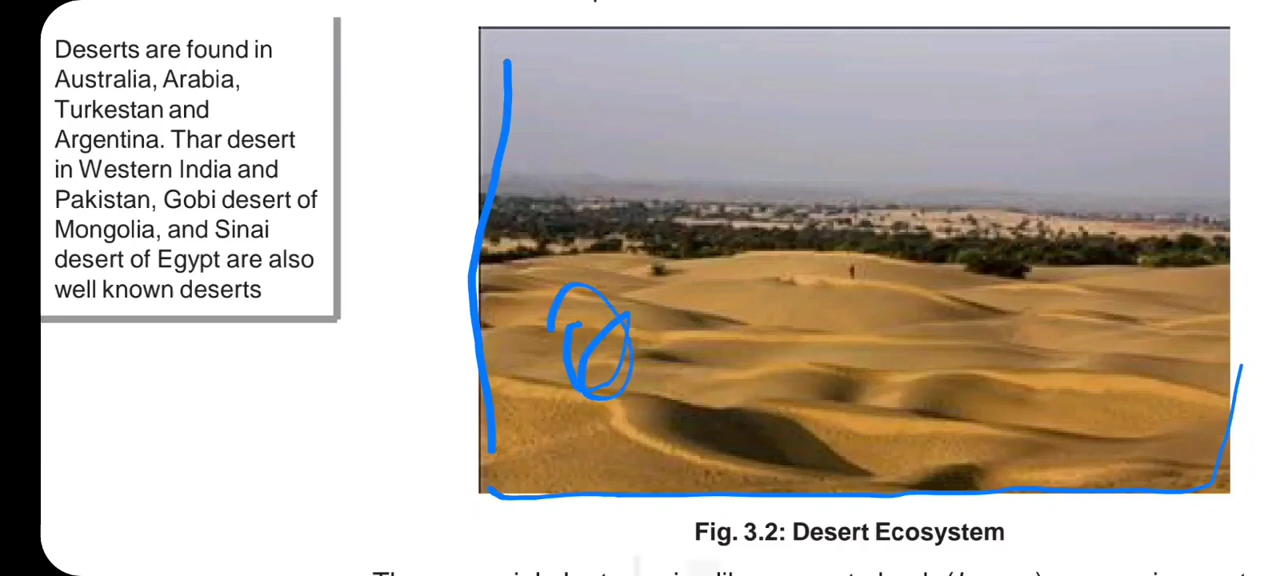 Deserts are found in
Australia, Arabia,
Turkestan and
Argentina. Thar desert
in Western India and
Pakistan, Gobi desert of
Mongolia, and Sinai
desert of Egypt are also
well known deserts
Fig. 3.2: Desert Ecosystem